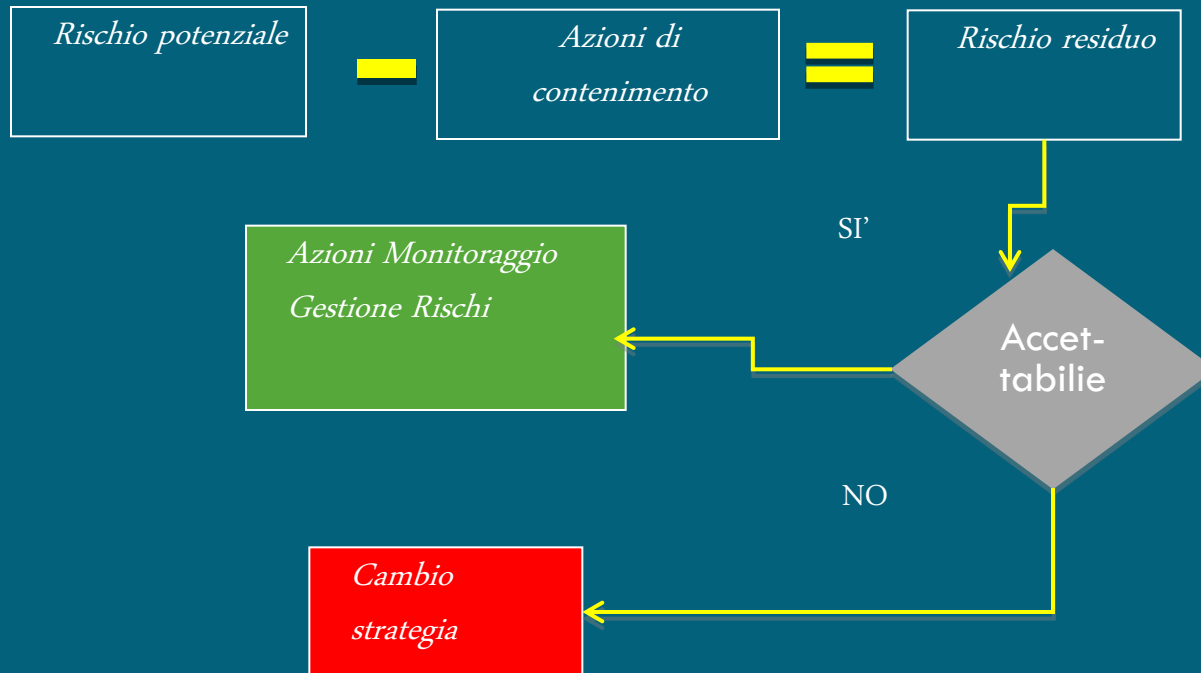 Rischio potenziale
Azioni di
contenimento
Rischio residuo
SI’
Azioni Monitoraggio
Gestione Rischi
Accet-
tabilie
NO
Cambio
strategia